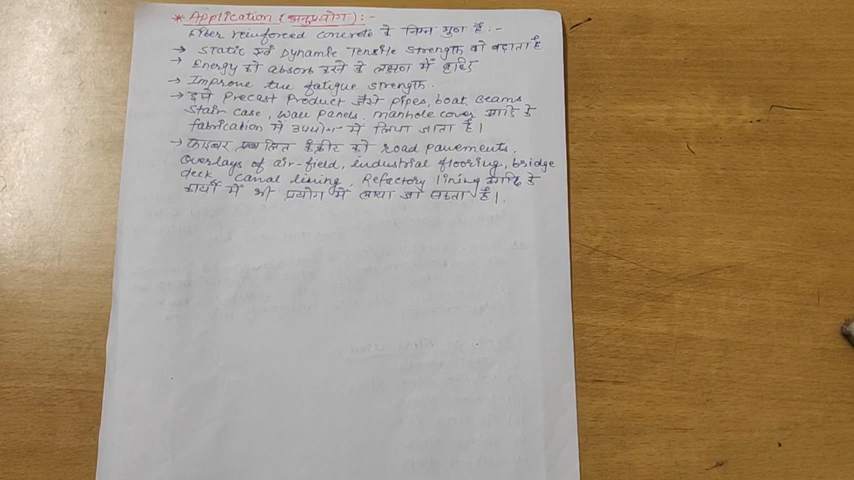 * Application (अनुप्रयोग) :-
Fiber reinforced concrete के निम्न गुण हैं :-
→ Static एवं Dynamic Tensile Strength को बढ़ाता है
→ Energy को absorb करने के लक्षण में वृद्धि
→ Improve the fatigue strength.
→ इसे Precast Product जैसे pipes, boat, Beams
Stair case, wall panels, manhole cover आदि के
fabrication में उपयोग में लिया जाता है।
→ फाइबर प्रबलित कंक्रीट को road pavements,
Overlays of air-field, industrial flooring, bridge
deck, canal lining, Refactory lining आदि के
कार्यों में भी प्रयोग में लाया जा सकता है।